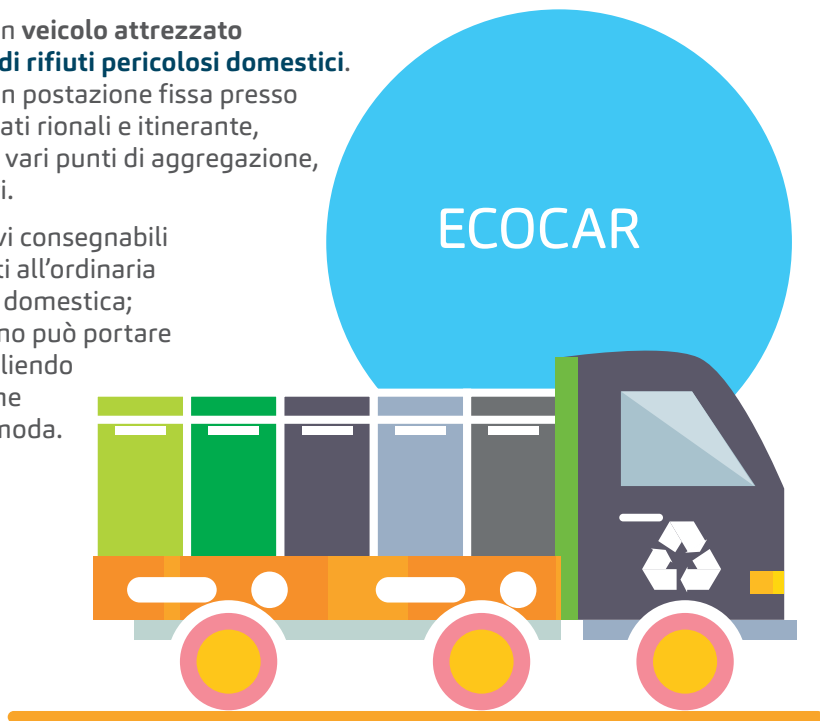 n veicolo attrezzato
di rifiuti pericolosi domestici.
n postazione fissa presso
ati rionali e itinerante,
vari punti di aggregazione,
i.
vi consegnabili
ti all’ordinaria
domestica;
no può portare
liendo
ne
moda.
ECOCAR